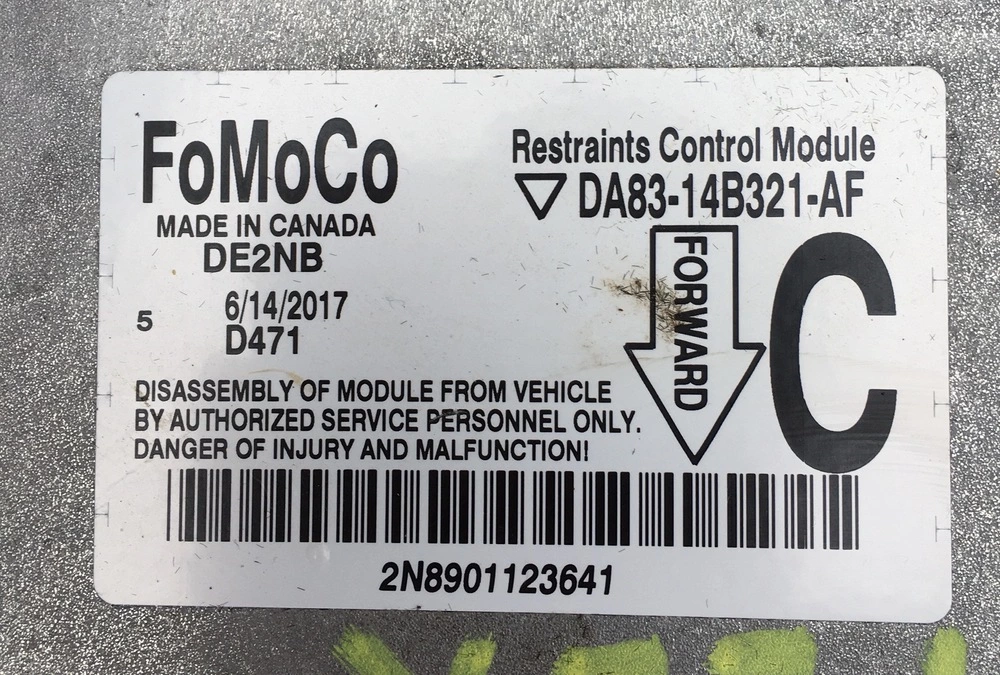 FoMoCo
MADE IN CANADA
DE2NB
5 6/14/2017
D471
Restraints Control Module
DA83-14B321-AF
FORWARD
C
DISASSEMBLY OF MODULE FROM VEHICLE
BY AUTHORIZED SERVICE PERSONNEL ONLY.
DANGER OF INJURY AND MALFUNCTION!
2N8901123641